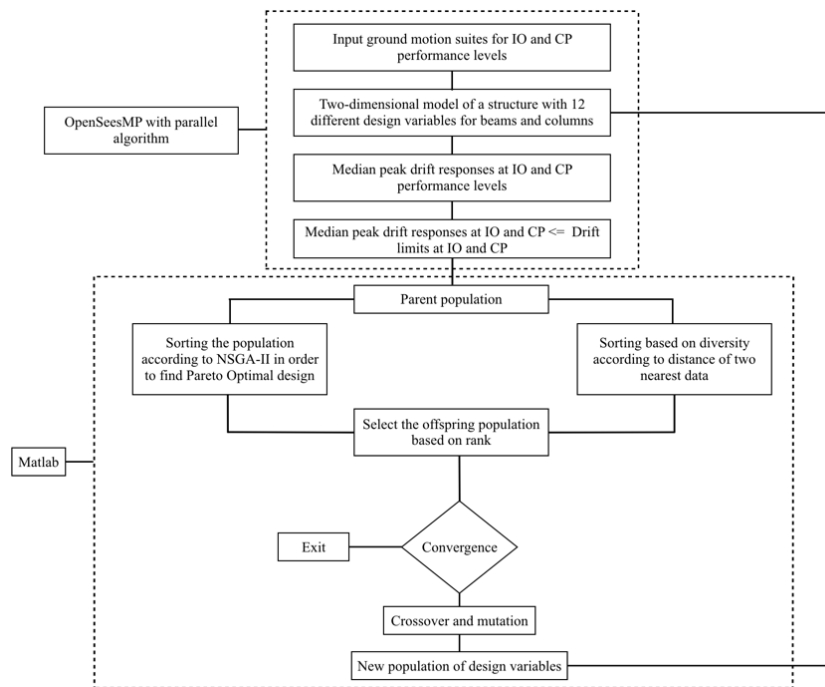 Input ground motion suites for IO and CP
performance levels
OpenSeesMP with parallel
algorithm
Two-dimensional model of a structure with 12
different design variables for beams and columns
Median peak drift responses at IO and CP
performance levels
Median peak drift responses at IO and CP <= Drift
limits at IO and CP
Parent population
Sorting the population
according to NSGA-II in order
to find Pareto Optimal design
Sorting based on diversity
according to distance of two
nearest data
Select the offspring population
based on rank
Matlab
Exit
Convergence
Crossover and mutation
New population of design variables